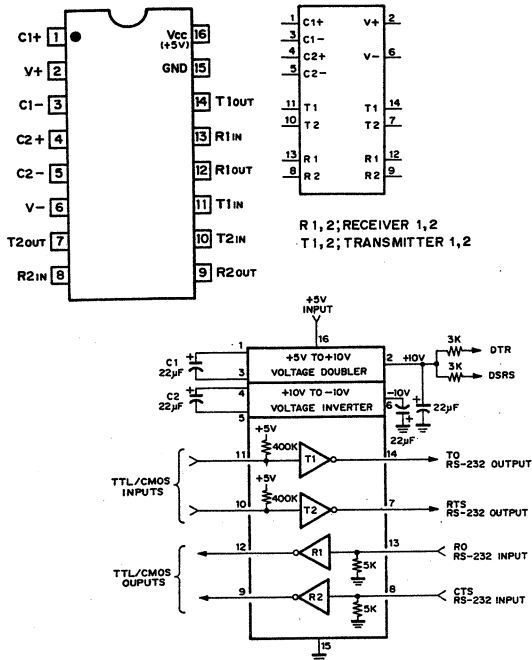 C1+ 1
V+ 2
C1- 3
C2+ 4
C2- 5
V- 6
T2OUT 7
R2IN 8
Vcc 16
(+5V)
GND 15
14 T1OUT
13 R1IN
12 R1OUT
11 T1IN
10 T2IN
9 R2OUT
1 C1+ V+ 2
3 C1-
4 C2+ V- 6
5 C2-
11 T1 T1 14
10 T2 T2 7
13 R1 R1 12
8 R2 R2 9
R1,2;RECEIVER 1,2
T1,2;TRANSMITTER 1,2
+5V
INPUT
16
1
C1
22µF
+
3
+5V TO+10V
VOLTAGE DOUBLER
2 +10V
3K
DTR
3K
DSRS
C2
22µF
+
4
5
+10V TO-10V
VOLTAGE INVERTER
-10V
6
+
22µF
+
22µF
TTL/CMOS
INPUTS
11
+5V
400K
T1
14
TO
RS-232 OUTPUT
10
+5V
400K
T2
7
RTS
RS-232 OUTPUT
TTL/CMOS
OUPUTS
12
R1
13
5K
RO
RS-232 INPUT
9
R2
8
5K
CTS
RS-232 INPUT
15